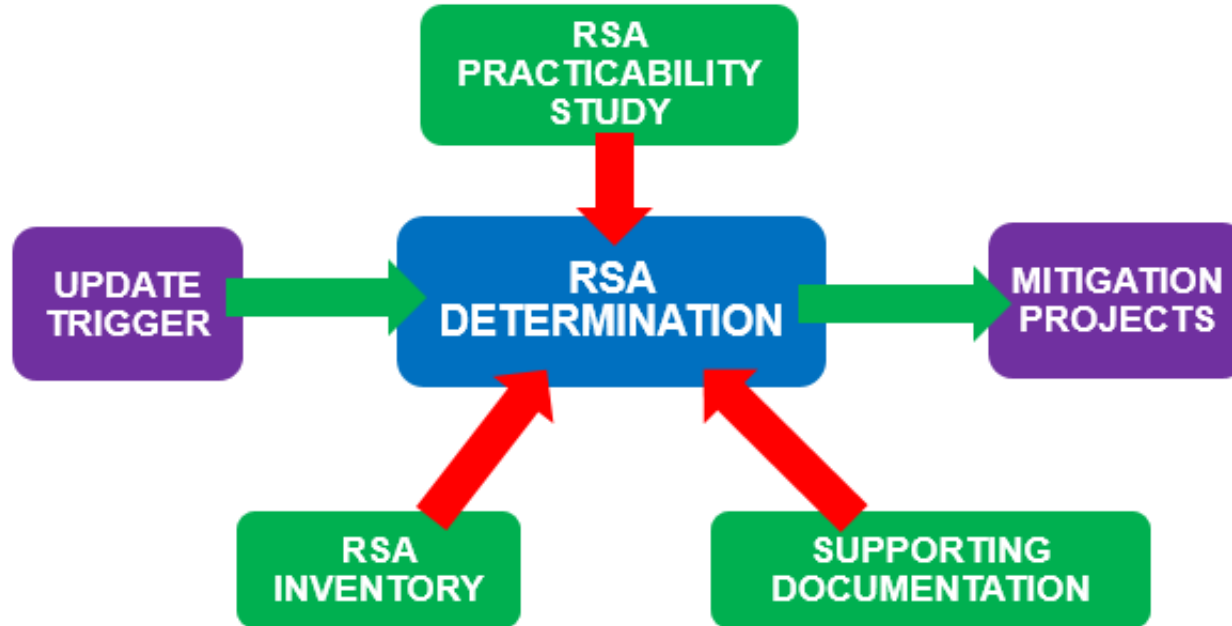 RSA
PRACTICABILITY
STUDY
UPDATE
TRIGGER
RSA
DETERMINATION
MITIGATION
PROJECTS
RSA
INVENTORY
SUPPORTING
DOCUMENTATION